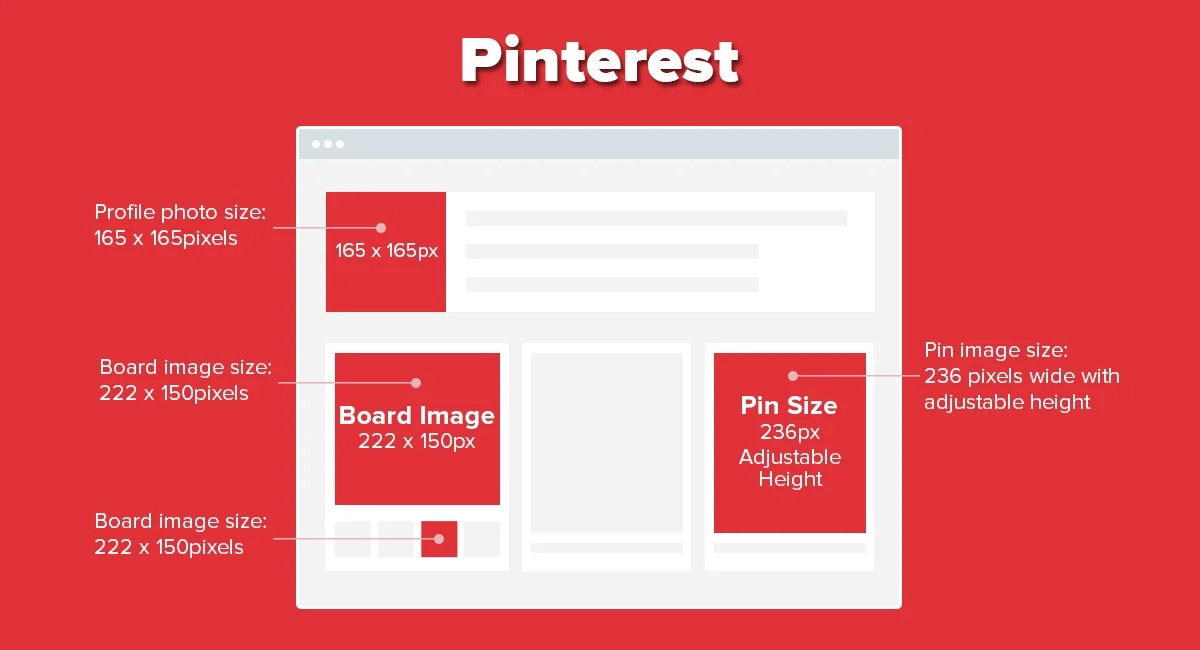 Pinterest
Profile photo size:
165 x 165pixels
165 x 165px
Board image size:
222 x 150pixels
Board Image
222 x 150px
Pin image size:
236 pixels wide with
adjustable height
Pin Size
236px
Adjustable
Height
Board image size:
222 x 150pixels